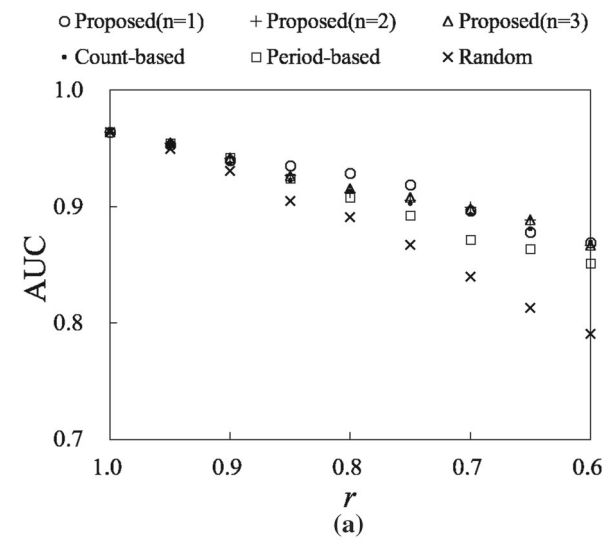 Proposed(n=1) Proposed(n=2) Proposed(n=3)
Count-based Period-based Random
1.0
0.9
0.8
0.7
AUC
1.0 0.9 0.8 0.7 0.6
r
(a)